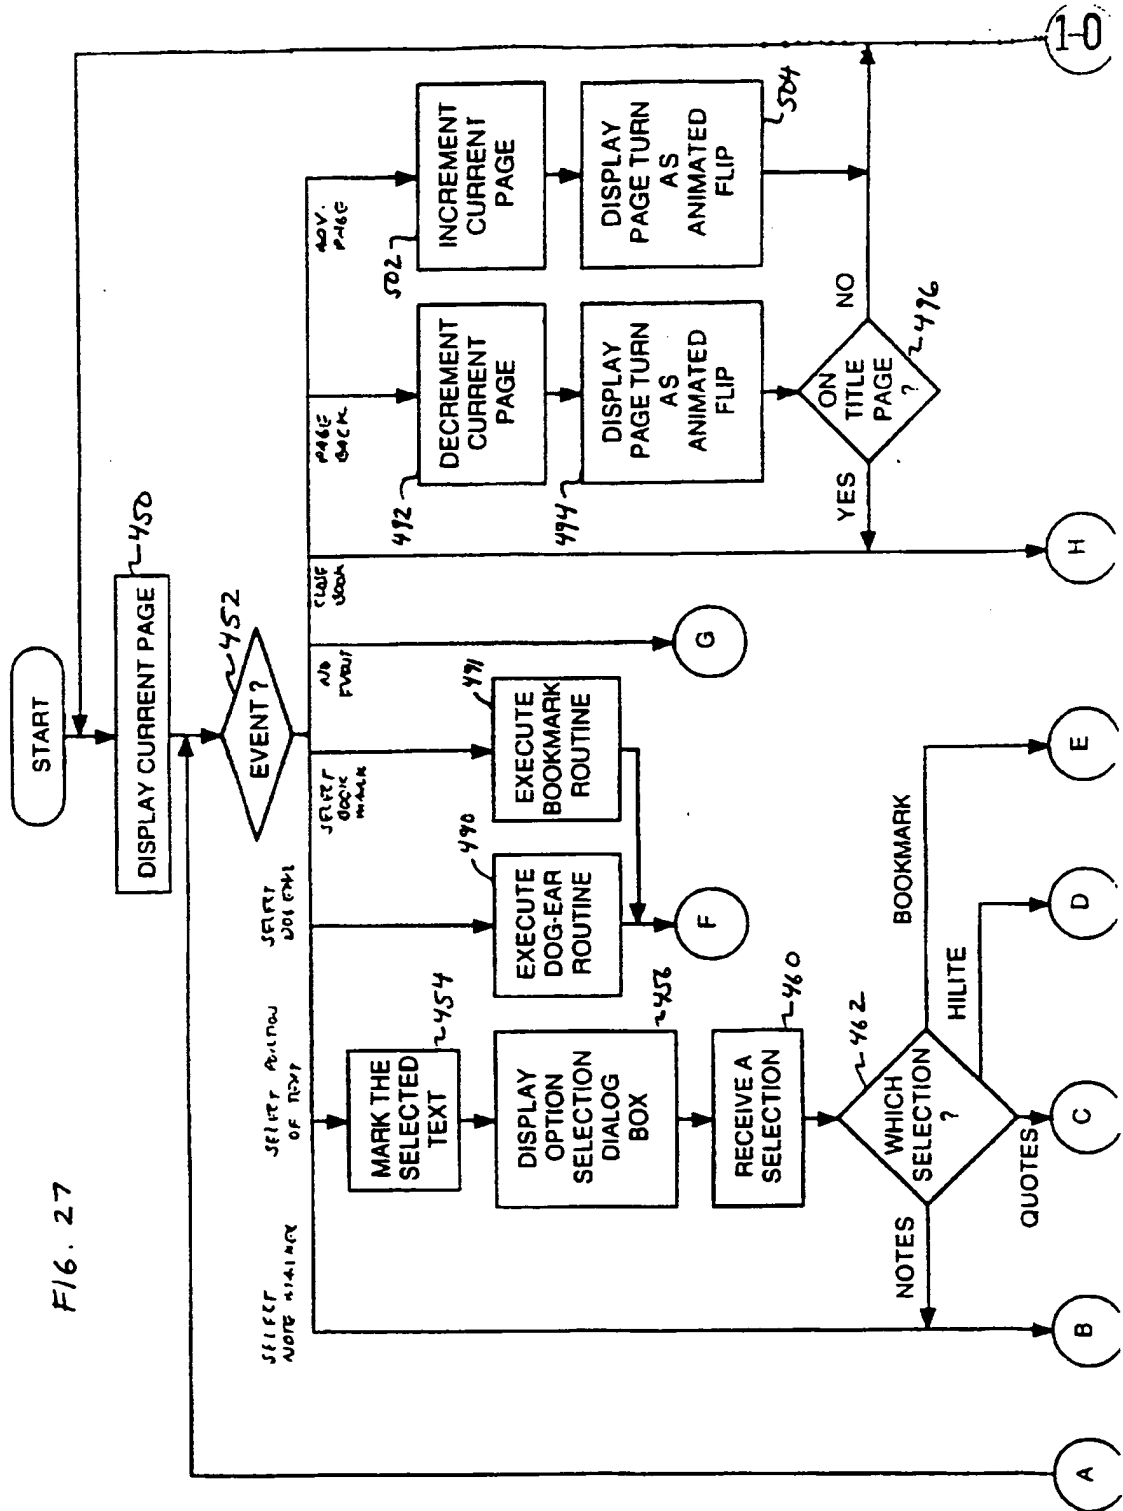 FIG. 27
START
DISPLAY CURRENT PAGE
450
EVENT ?
452
SELECT
NOTE MARKER
SELECT PORTION
OF TEXT
SELECT
DOG EAR
SELECT
BOOK
MARK
NO
EVENT
CLOSE
BOOK
PAGE
BACK
ADV.
PAGE
MARK THE
SELECTED
TEXT
454
DISPLAY
OPTION
SELECTION
DIALOG
BOX
456
RECEIVE A
SELECTION
460
WHICH
SELECTION
?
462
NOTES
QUOTES
HILITE
BOOKMARK
EXECUTE
DOG-EAR
ROUTINE
490
EXECUTE
BOOKMARK
ROUTINE
491
DECREMENT
CURRENT
PAGE
492
DISPLAY
PAGE TURN
AS
ANIMATED
FLIP
494
ON
TITLE
PAGE
?
496
YES
NO
INCREMENT
CURRENT
PAGE
502
DISPLAY
PAGE TURN
AS
ANIMATED
FLIP
504
F
G
A
B
C
D
E
H
1-0